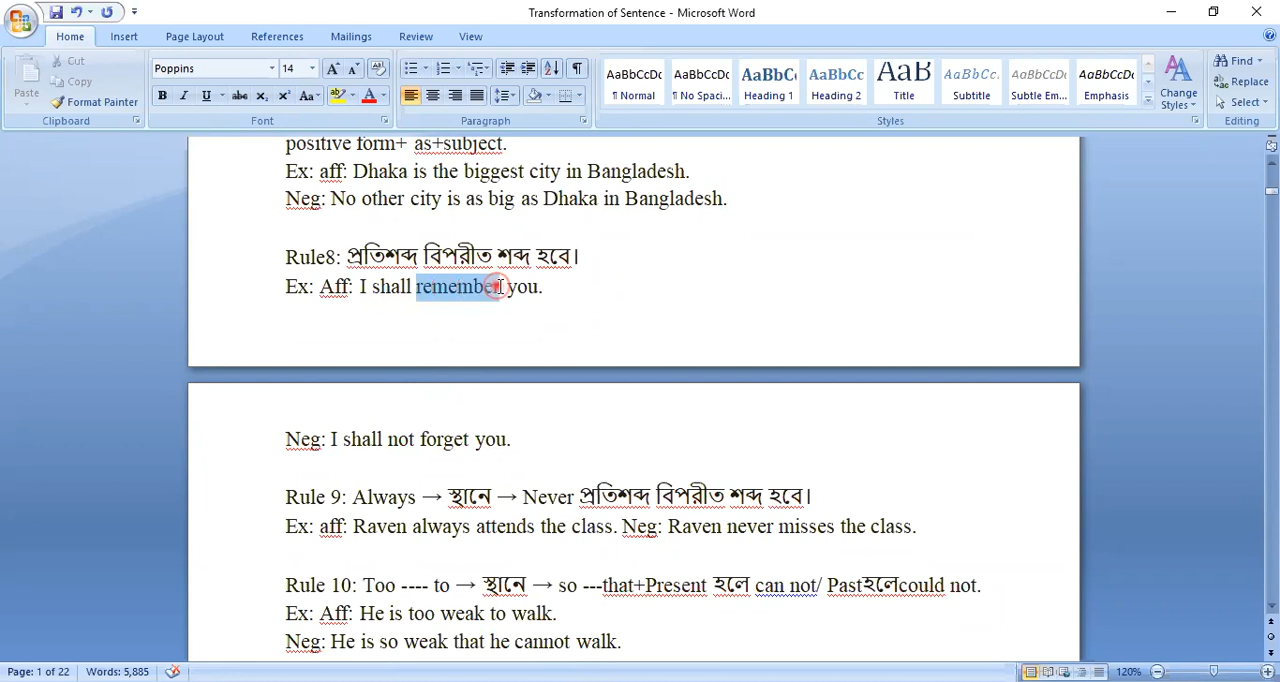 Transformation of Sentence - Microsoft Word
Home Insert Page Layout References Mailings Review View
Cut
Copy
Format Painter
Paste
Clipboard
Poppins 14
Font
Paragraph
AaBbCcDc AaBbCcDc AaBbC AaBbCc AaB AaBbCcL AaBbCcDc AaBbCcDc
¶ Normal ¶ No Spaci... Heading 1 Heading 2 Title Subtitle Subtle Em... Emphasis
Change Styles
Styles
Find
Replace
Select
Editing
positive form+ as+subject.
Ex: aff: Dhaka is the biggest city in Bangladesh.
Neg: No other city is as big as Dhaka in Bangladesh.
Rule8: প্রতিশব্দ বিপরীত শব্দ হবে।
Ex: Aff: I shall remember you.
Neg: I shall not forget you.
Rule 9: Always → স্থানে → Never প্রতিশব্দ বিপরীত শব্দ হবে।
Ex: aff: Raven always attends the class. Neg: Raven never misses the class.
Rule 10: Too ---- to → স্থানে → so ---that+Present হলে can not/ Pastহলেcould not.
Ex: Aff: He is too weak to walk.
Neg: He is so weak that he cannot walk.
Page: 1 of 22 Words: 5,885 120%